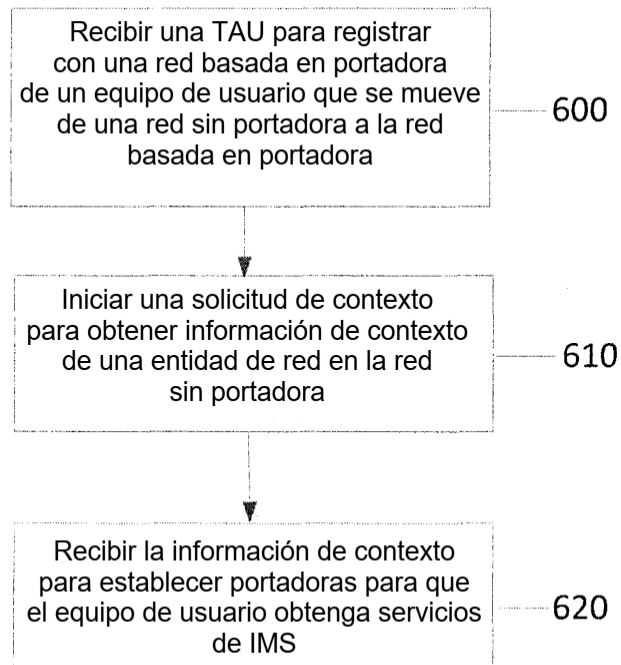 Recibir una TAU para registrar
con una red basada en portadora
de un equipo de usuario que se mueve
de una red sin portadora a la red
basada en portadora
600
Iniciar una solicitud de contexto
para obtener información de contexto
de una entidad de red en la red
sin portadora
610
Recibir la información de contexto
para establecer portadoras para que
el equipo de usuario obtenga servicios
de IMS
620